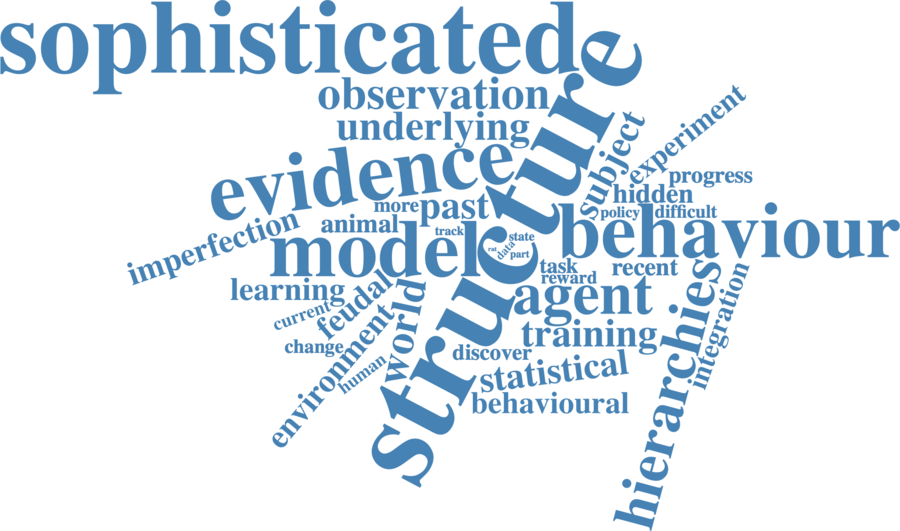 sophisticated
structure
observation
underlying
evidence
subject
experiment
progress
hidden
policy
difficult
more
past
behaviour
imperfection
animal
track
model
state
rat
data
part
task
recent
reward
learning
feudal
world
agent
hierarchies
integration
current
change
environment
human
training
discover
statistical
behavioural